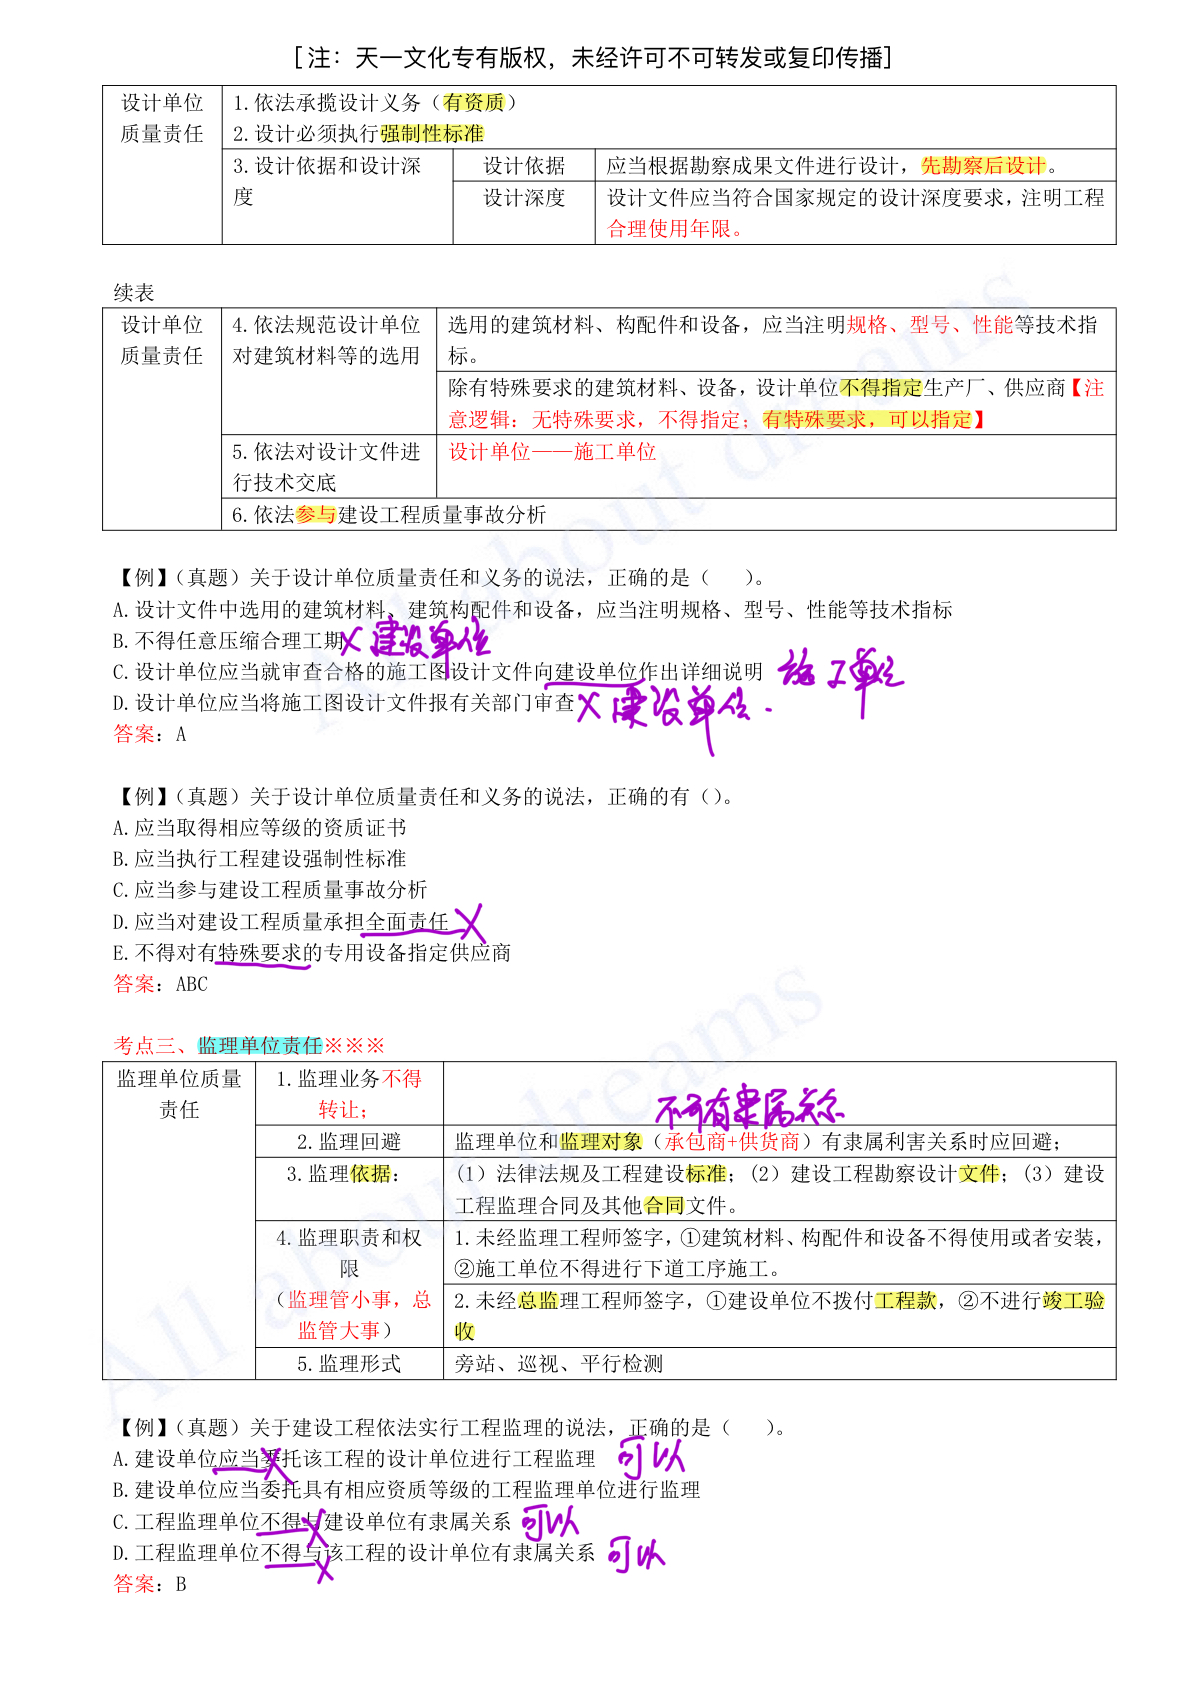 [注：天一文化专有版权，未经许可不可转发或复印传播]
设计单位质量责任
1.依法承揽设计义务（有资质）
2.设计必须执行强制性标准
3.设计依据和设计深度
设计依据
应当根据勘察成果文件进行设计，先勘察后设计。
设计深度
设计文件应当符合国家规定的设计深度要求，注明工程
合理使用年限。
续表
设计单位质量责任
4.依法规范设计单位
对建筑材料等的选用
选用的建筑材料、构配件和设备，应当注明规格、型号、性能等技术指
标。
除有特殊要求的建筑材料、设备，设计单位不得指定生产厂、供应商【注
意逻辑：无特殊要求，不得指定；有特殊要求，可以指定】
5.依法对设计文件进
行技术交底
设计单位——施工单位
6.依法参与建设工程质量事故分析
【例】（真题）关于设计单位质量责任和义务的说法，正确的是（　　）。
A.设计文件中选用的建筑材料、建筑构配件和设备，应当注明规格、型号、性能等技术指标
B.不得任意压缩合理工期 X 建设单位
C.设计单位应当就审查合格的施工图设计文件向建设单位作出详细说明 施工单位
D.设计单位应当将施工图设计文件报有关部门审查 X 建设单位.
答案：A
【例】（真题）关于设计单位质量责任和义务的说法，正确的有（）。
A.应当取得相应等级的资质证书
B.应当执行工程建设强制性标准
C.应当参与建设工程质量事故分析
D.应当对建设工程质量承担全面责任 X
E.不得对有特殊要求的专用设备指定供应商
答案：ABC
考点三、监理单位责任※※※
监理单位质量
责任
1.监理业务不得
转让；
不可有隶属关系
2.监理回避
监理单位和监理对象（承包商+供货商）有隶属利害关系时应回避；
3.监理依据：
（1）法律法规及工程建设标准；（2）建设工程勘察设计文件；（3）建设
工程监理合同及其他合同文件。
4.监理职责和权
限
（监理管小事，总
监管大事）
1.未经监理工程师签字，①建筑材料、构配件和设备不得使用或者安装，
②施工单位不得进行下道工序施工。
2.未经总监理工程师签字，①建设单位不拨付工程款，②不进行竣工验
收
5.监理形式
旁站、巡视、平行检测
【例】（真题）关于建设工程依法实行工程监理的说法，正确的是（　　）。
A.建设单位应当委托该工程的设计单位进行工程监理 X 可以
B.建设单位应当委托具有相应资质等级的工程监理单位进行监理
C.工程监理单位不得与建设单位有隶属关系 X 可以
D.工程监理单位不得与该工程的设计单位有隶属关系 X 可以
答案：B
All about dreams
All about dreams